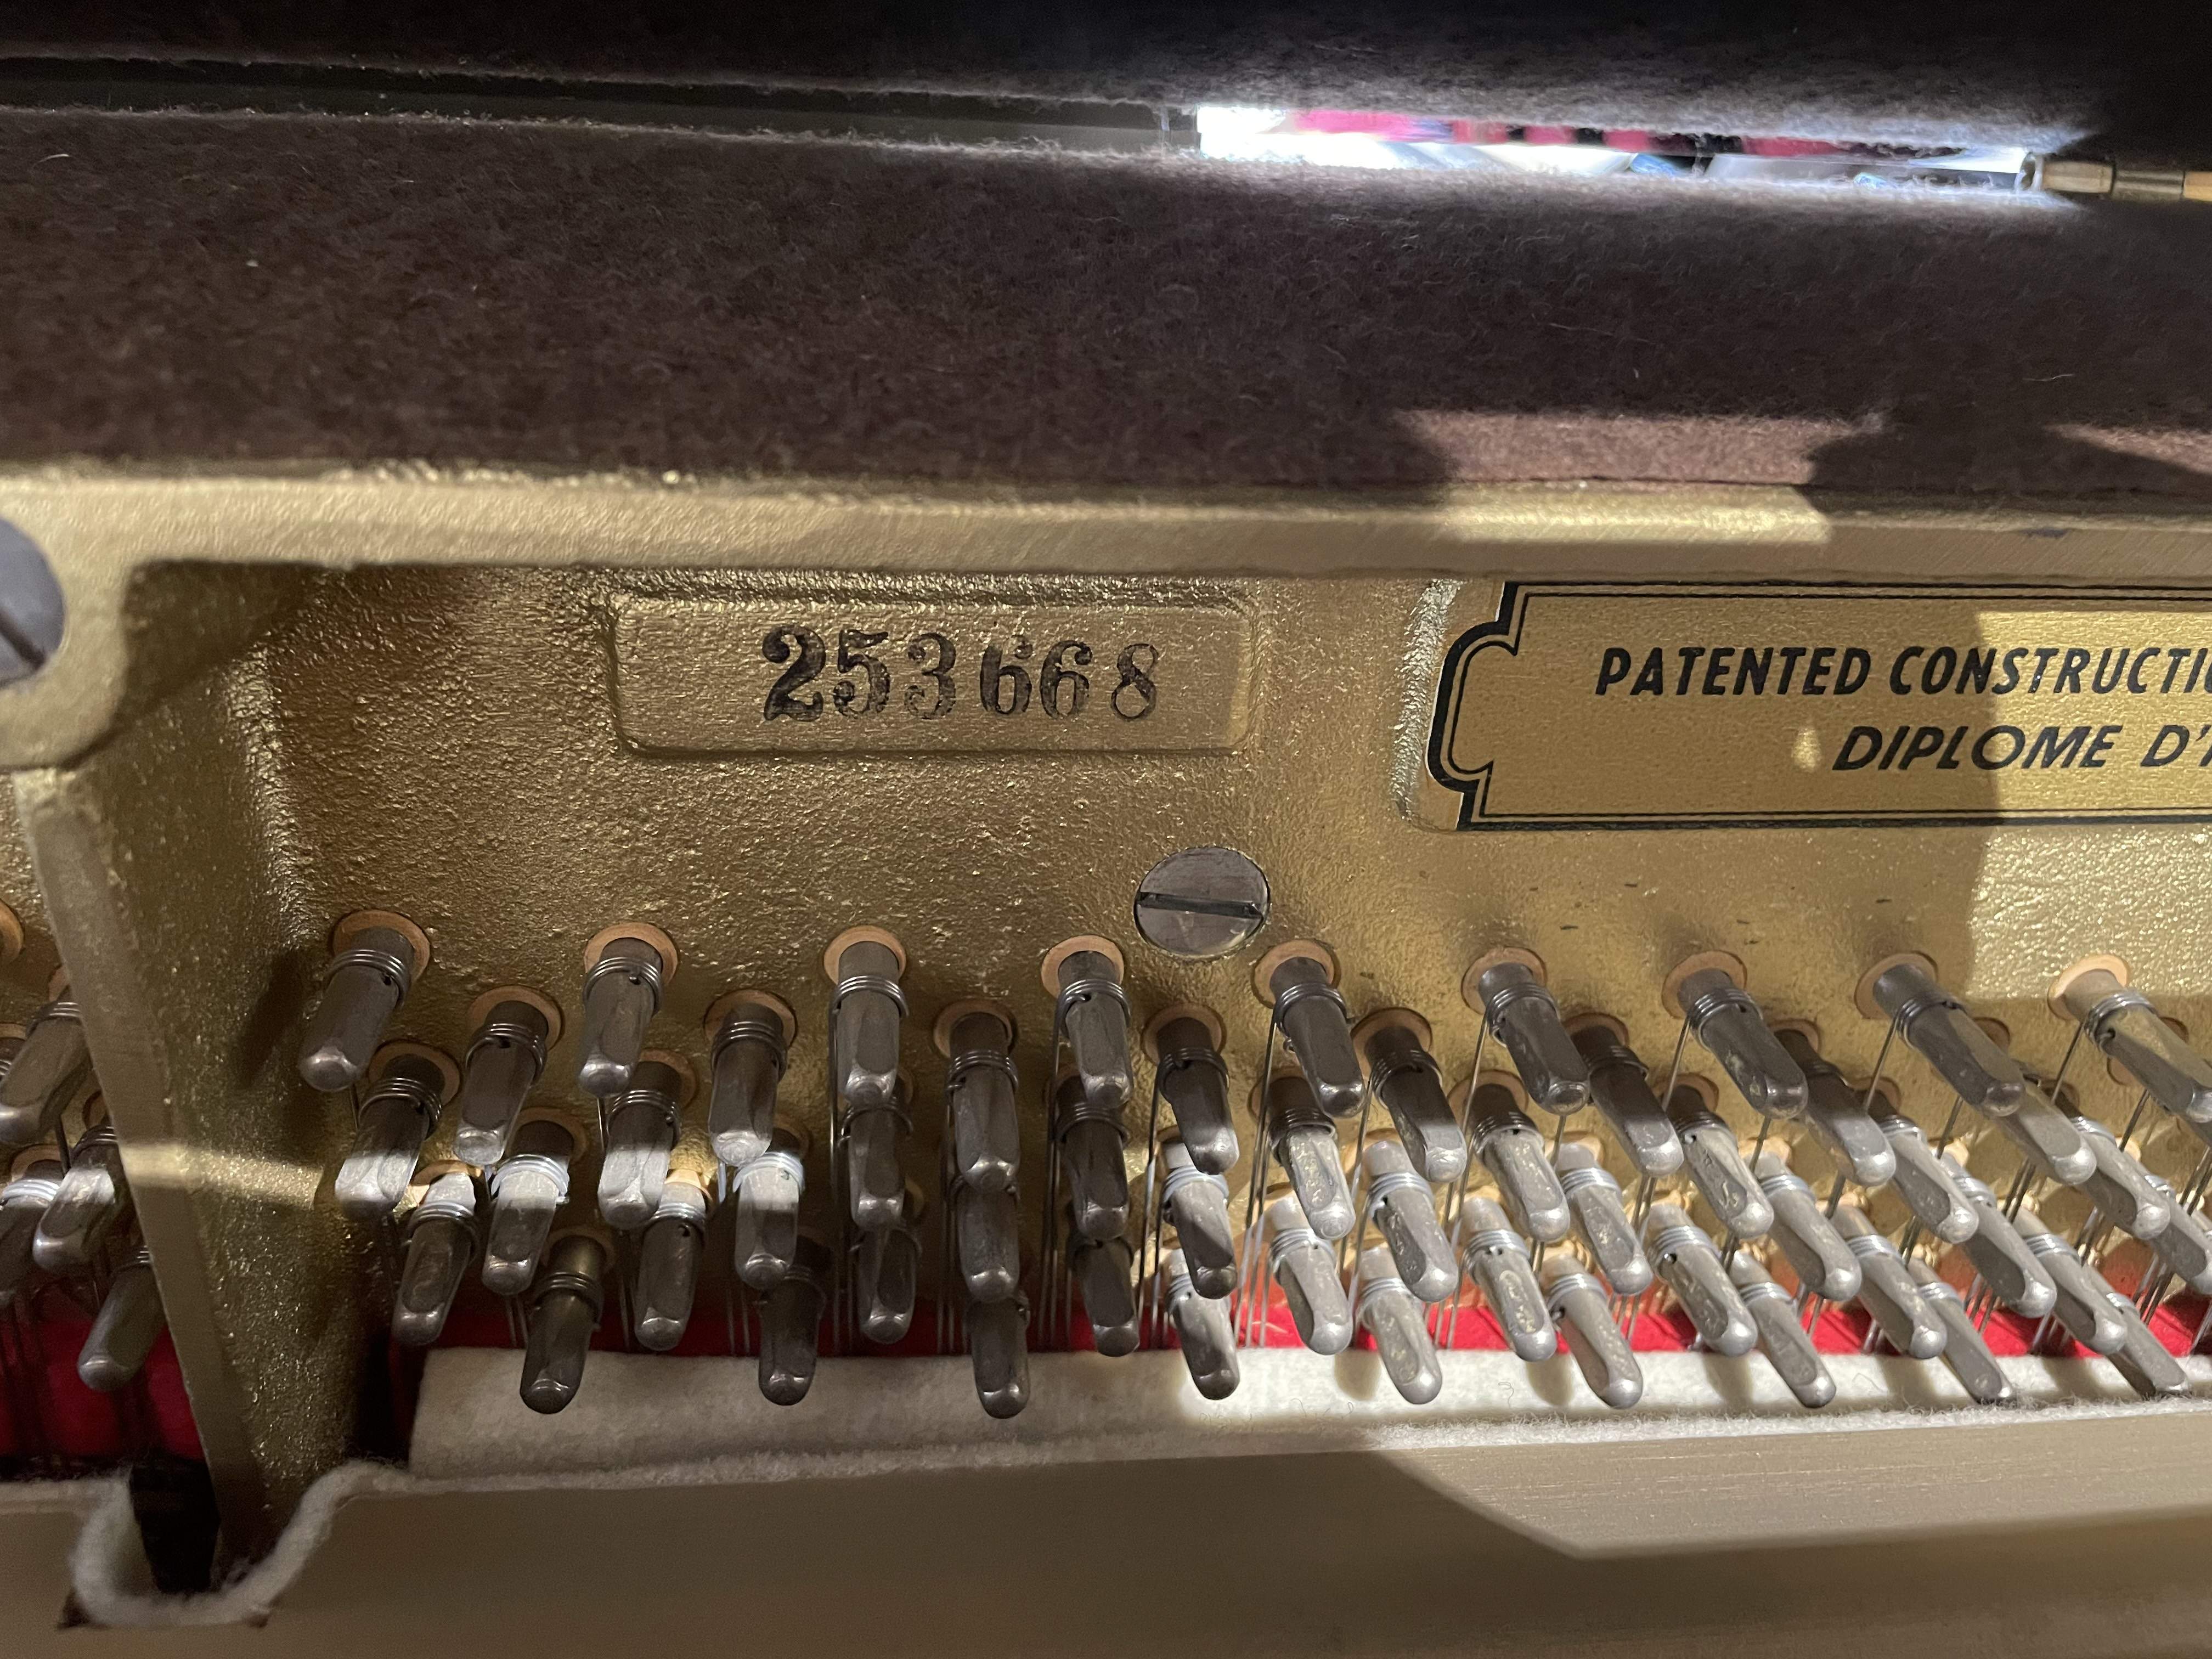 253668
PATENTED CONSTRUCTI
DIPLOME D'